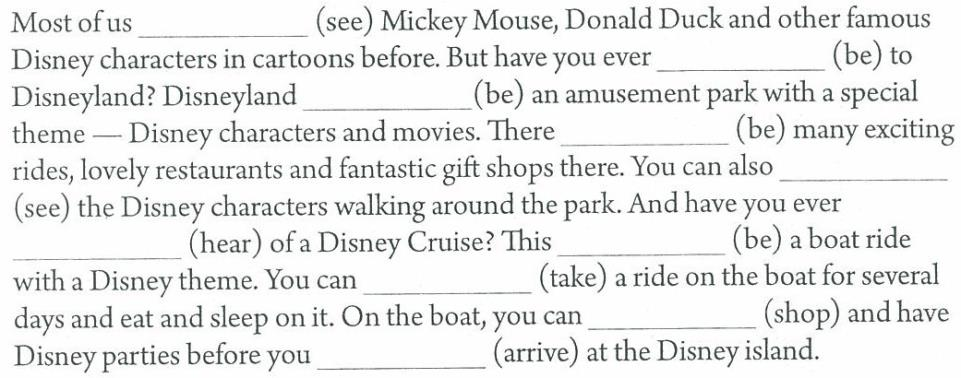 Most of us ____________ (see) Mickey Mouse, Donald Duck and other famous
Disney characters in cartoons before. But have you ever ____________ (be) to
Disneyland? Disneyland ____________ (be) an amusement park with a special
theme — Disney characters and movies. There ____________ (be) many exciting
rides, lovely restaurants and fantastic gift shops there. You can also ____________
(see) the Disney characters walking around the park. And have you ever
____________ (hear) of a Disney Cruise? This ____________ (be) a boat ride
with a Disney theme. You can ____________ (take) a ride on the boat for several
days and eat and sleep on it. On the boat, you can ____________ (shop) and have
Disney parties before you ____________ (arrive) at the Disney island.